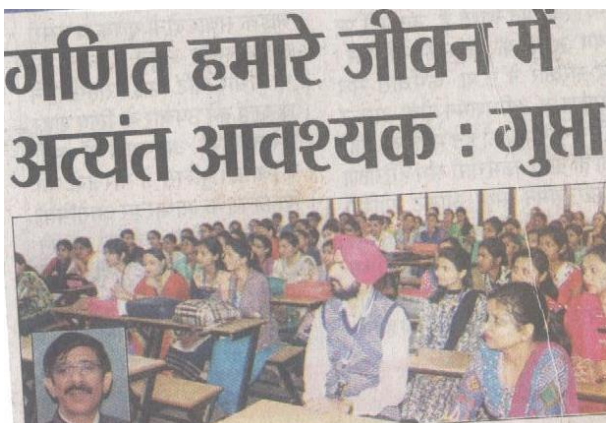 गणित हमारे जीवन में
अत्यंत आवश्यक : गुप्ता